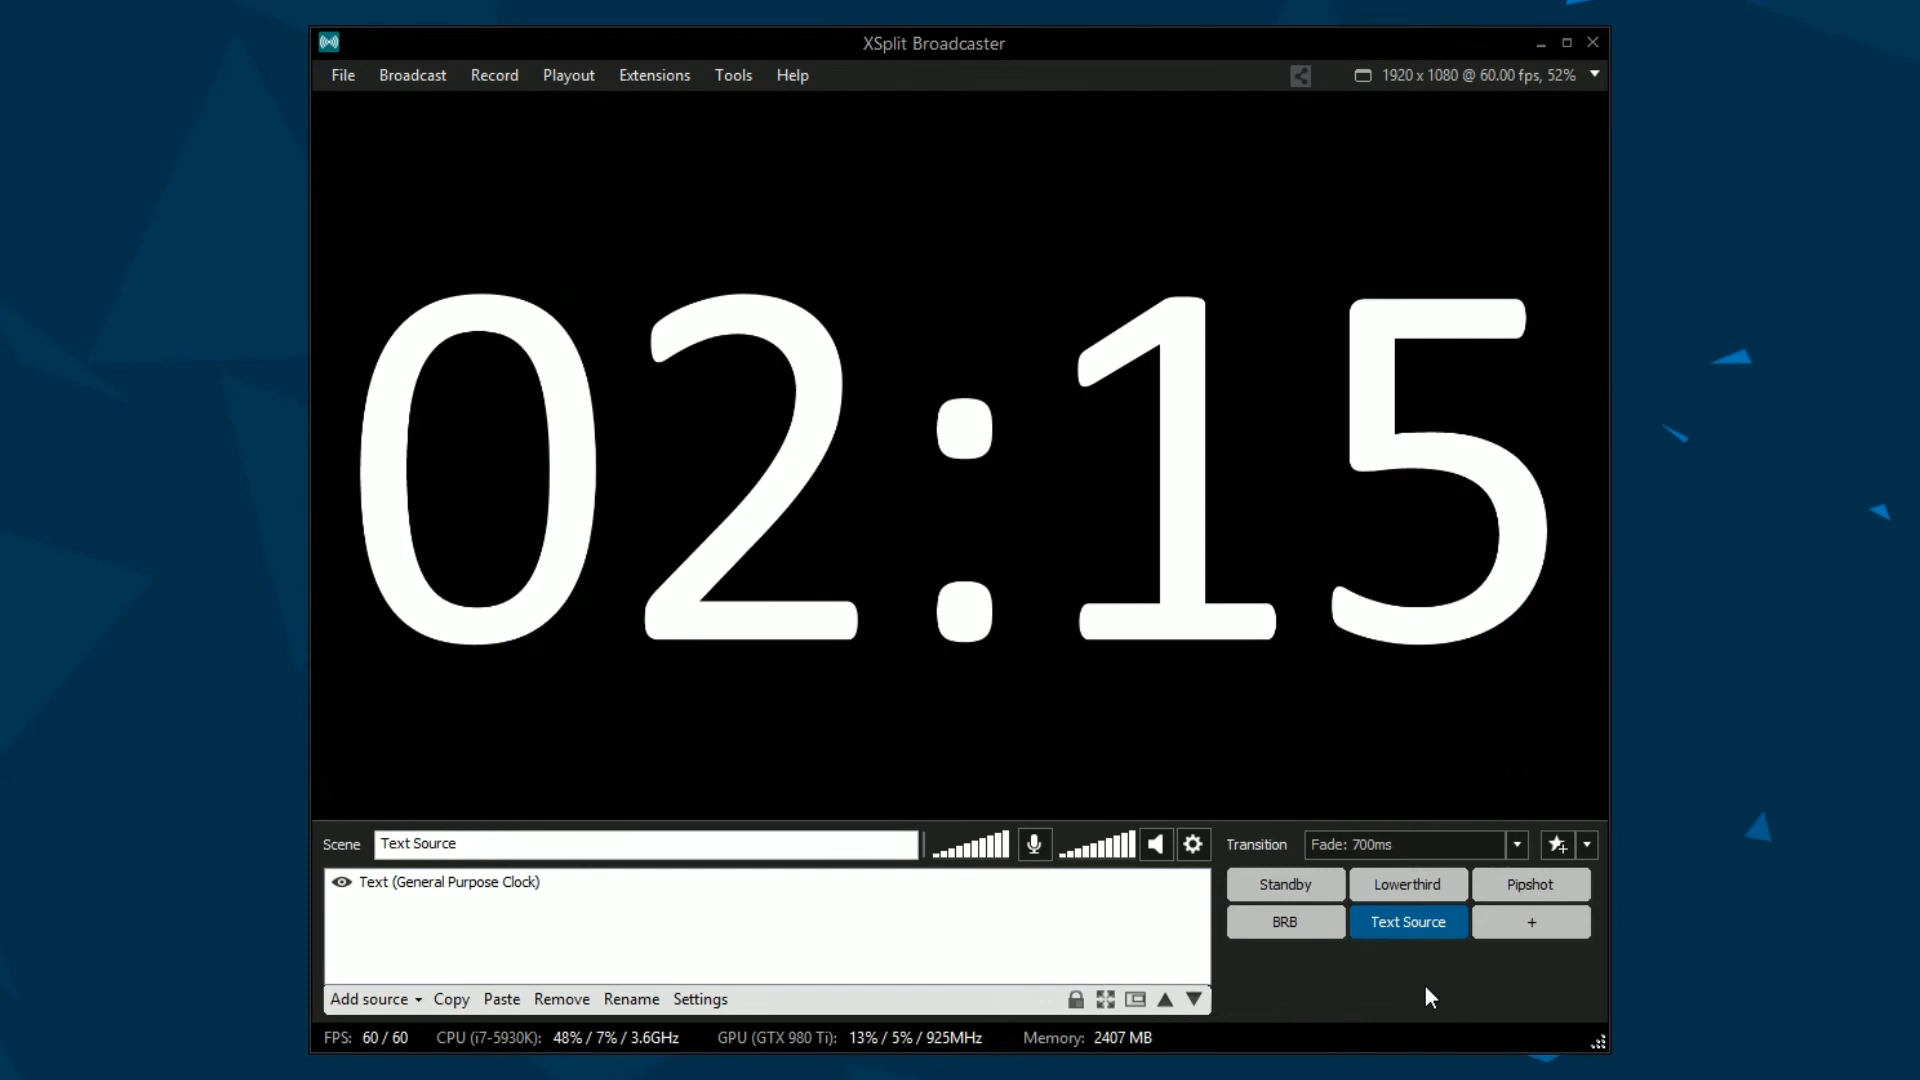 XSplit Broadcaster
File Broadcast Record Playout Extensions Tools Help 1920 x 1080 @ 60.00 fps, 52%
02:15
Scene Text Source Transition Fade: 700ms
Text (General Purpose Clock)
Standby Lowerthird Pipshot
BRB Text Source +
Add source Copy Paste Remove Rename Settings
FPS: 60 / 60 CPU (i7-5930K): 48% / 7% / 3.6GHz GPU (GTX 980 Ti): 13% / 5% / 925MHz Memory: 2407 MB